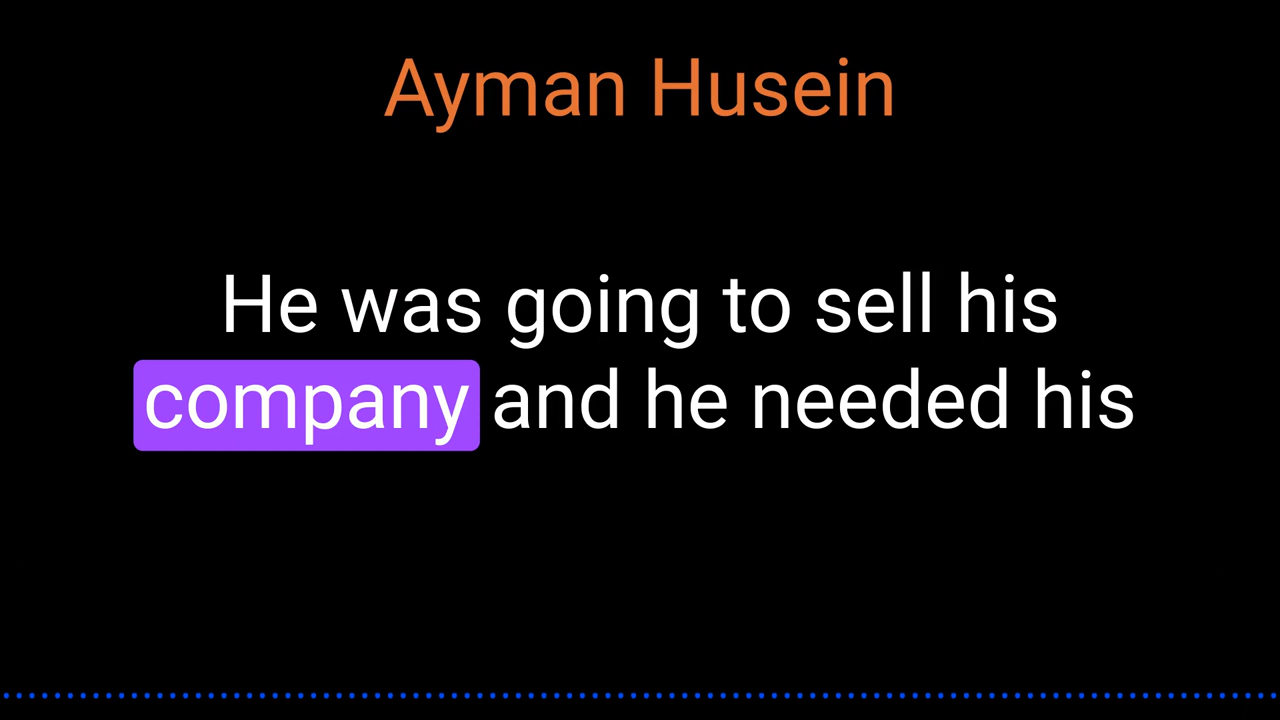 Ayman Husein
He was going to sell his
company and he needed his